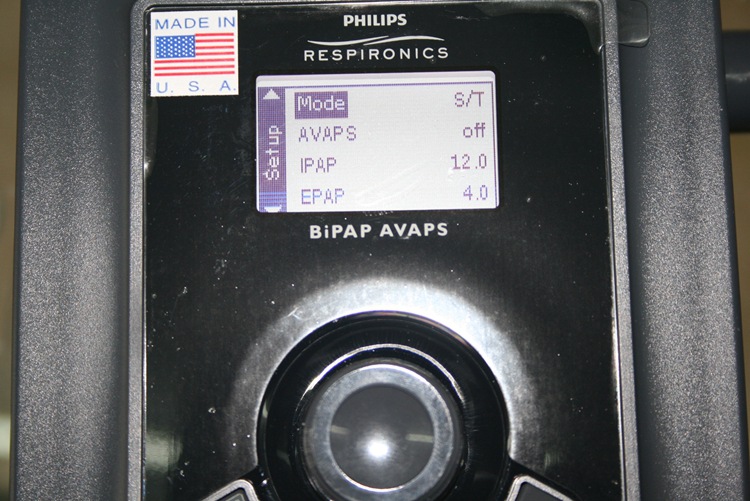 MADE IN
U. S. A.
PHILIPS
RESPIRONICS
Setup
Mode S/T
AVAPS off
IPAP 12.0
EPAP 4.0
BiPAP AVAPS